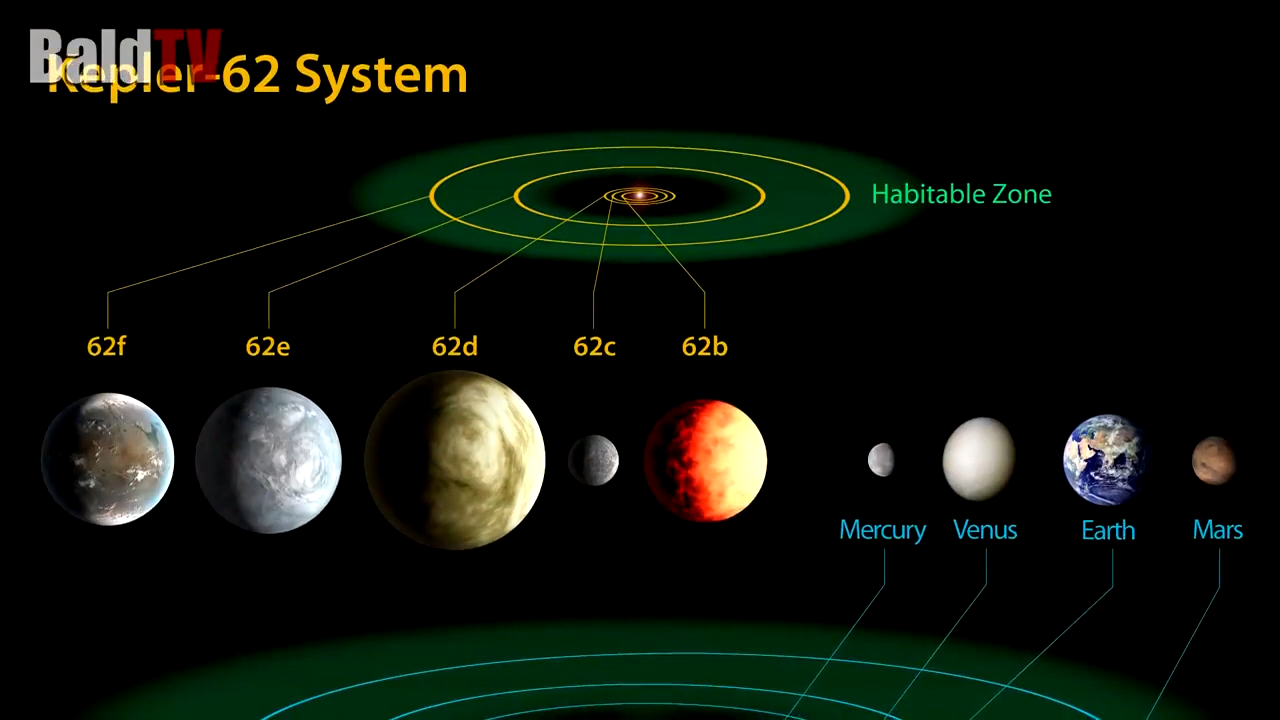 BaldTV
Kepler-62 System
Habitable Zone
62f 62e 62d 62c 62b
Mercury Venus Earth Mars